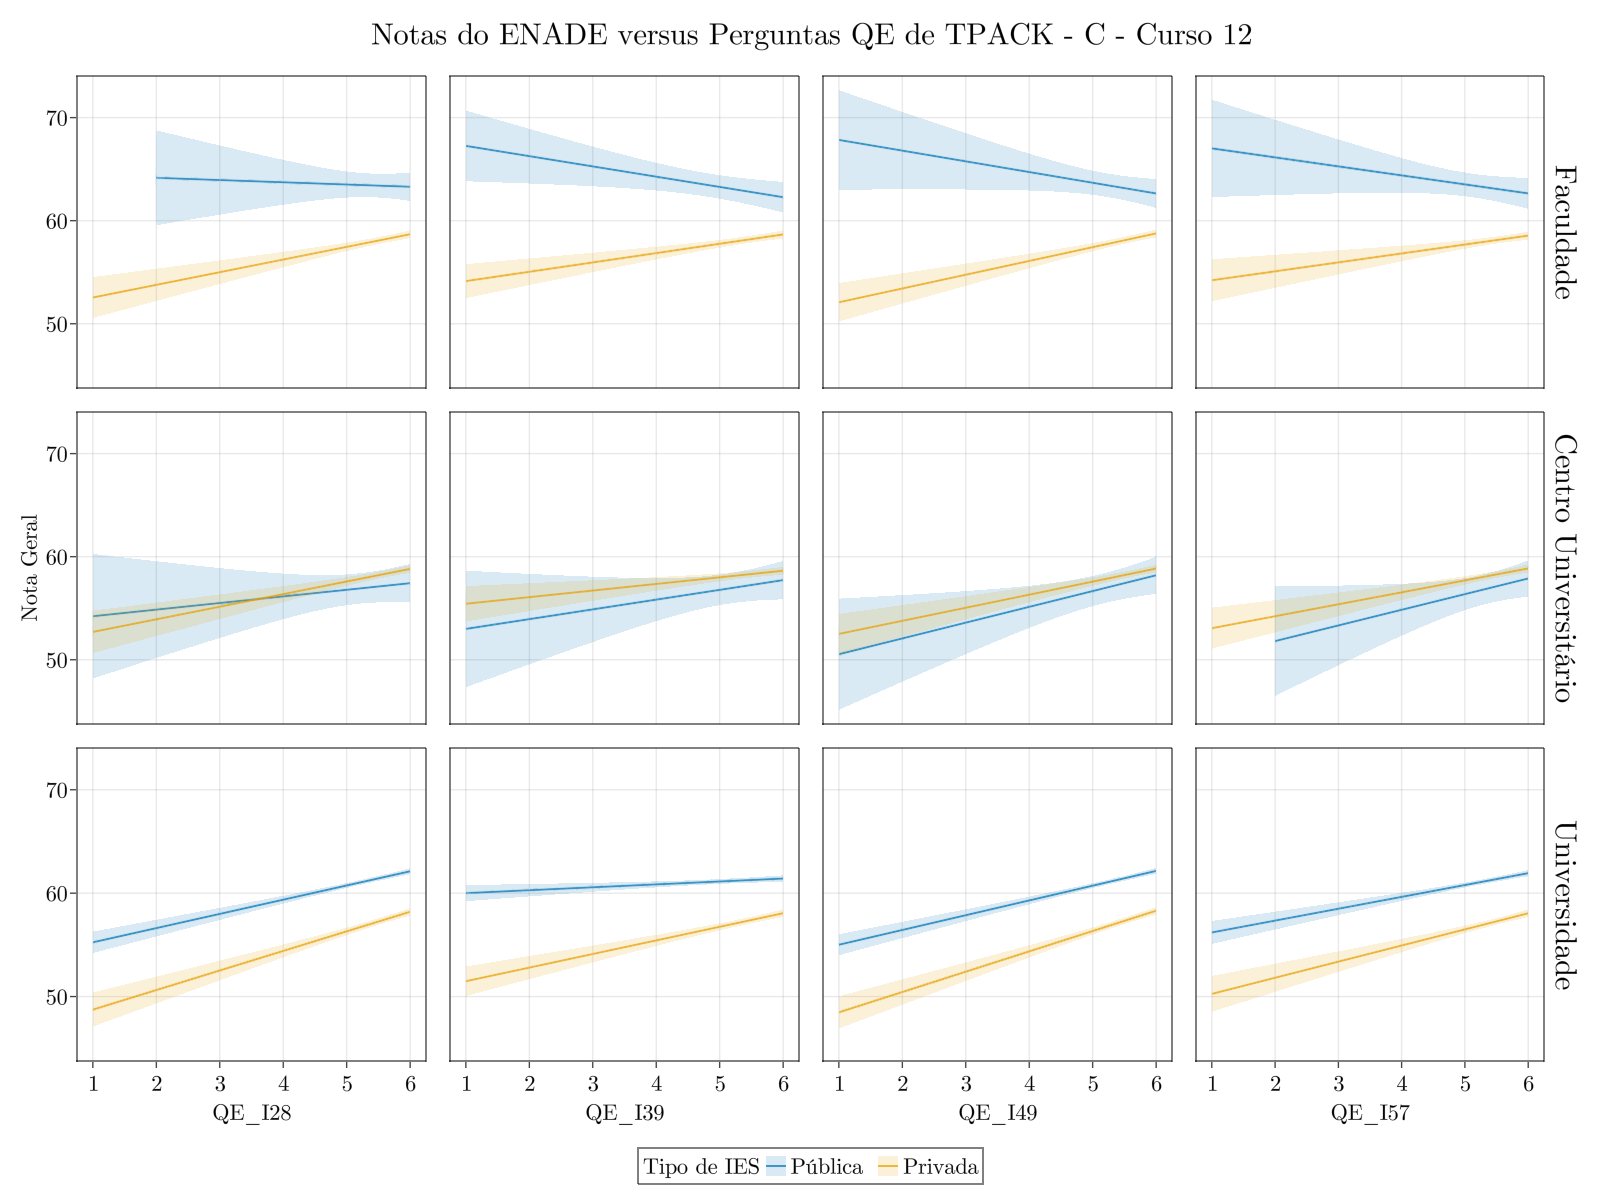 Notas do ENADE versus Perguntas QE de TPACK - C - Curso 12
70
60
50
Faculdade
Nota Geral
70
60
50
Centro Universitário
70
60
50
Universidade
1 2 3 4 5 6 1 2 3 4 5 6 1 2 3 4 5 6 1 2 3 4 5 6
QE_I28 QE_I39 QE_I49 QE_I57
Tipo de IES Pública Privada